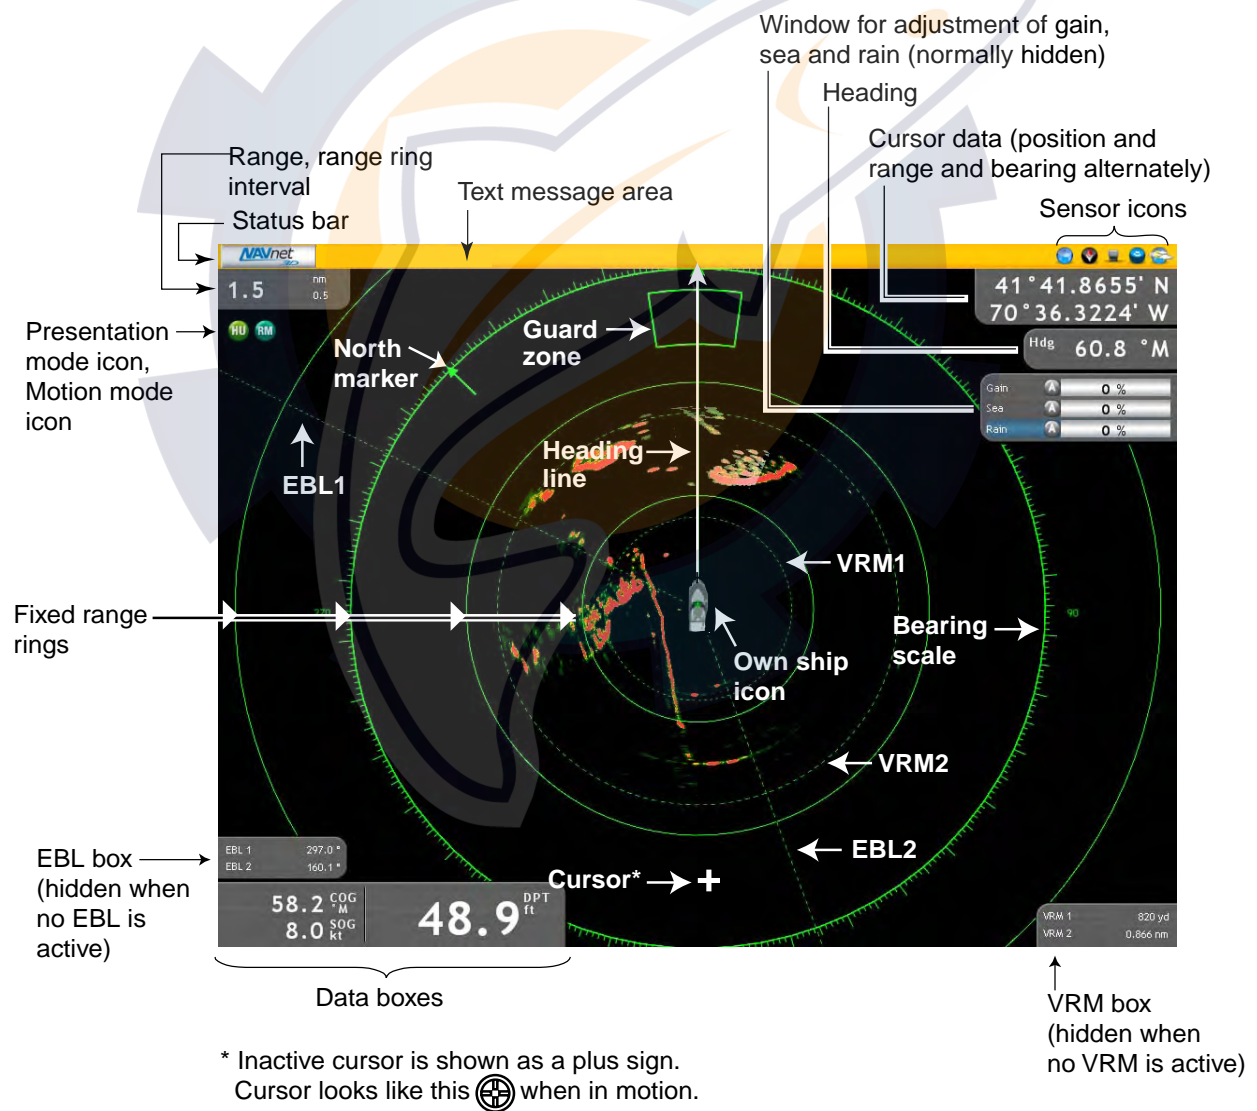 Window for adjustment of gain,
sea and rain (normally hidden)
Heading
Cursor data (position and
range and bearing alternately)
Sensor icons
Range, range ring
interval
Status bar
Text message area
NAVnet
3D
1.5
nm
0.5
41°41.8655' N
70°36.3224' W
Hdg 60.8 °M
Gain A 0 %
Sea A 0 %
Rain A 0 %
Presentation
mode icon,
Motion mode
icon
HU RM
North
marker
Guard
zone
EBL1
Heading
line
VRM1
Fixed range
rings
270
90
Bearing
scale
Own ship
icon
VRM2
EBL2
Cursor*
EBL box
(hidden when
no EBL is
active)
EBL 1 297.0 °
EBL 2 160.1 °
58.2 COG °M
8.0 SOG kt
48.9 DPT ft
VRM 1 820 yd
VRM 2 0.866 nm
Data boxes
VRM box
(hidden when
no VRM is active)
* Inactive cursor is shown as a plus sign.
Cursor looks like this when in motion.